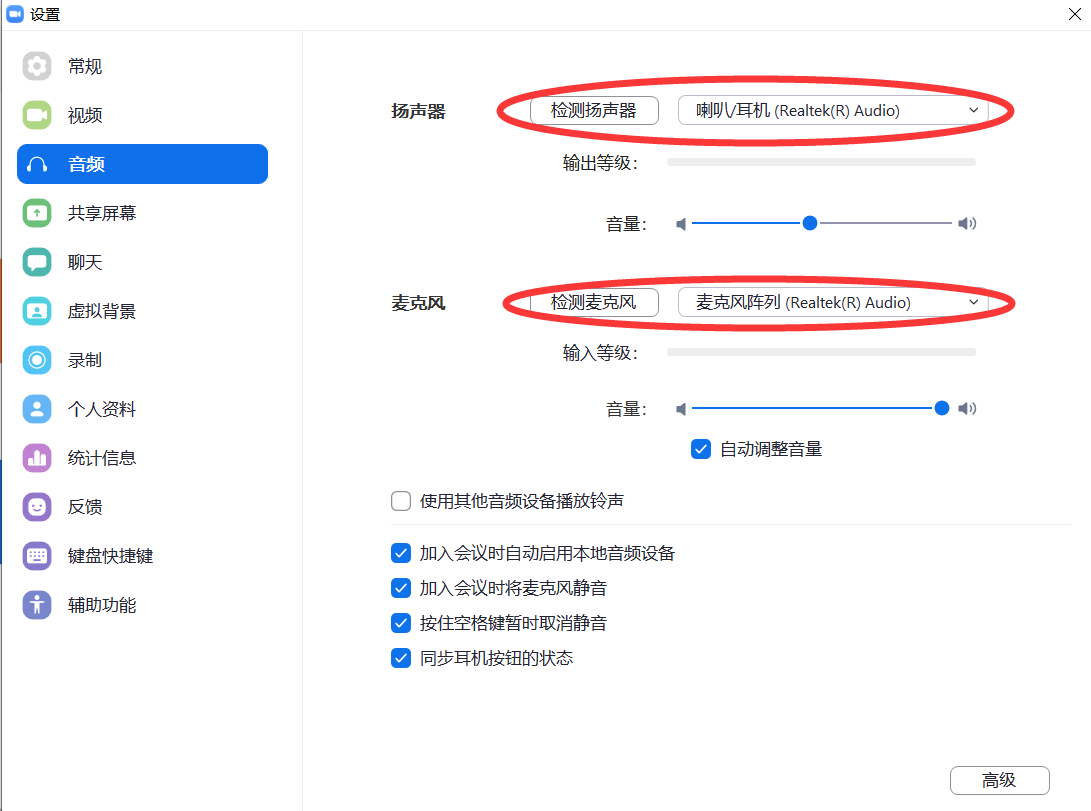 设置
常规
视频
音频
共享屏幕
聊天
虚拟背景
录制
个人资料
统计信息
反馈
键盘快捷键
辅助功能
扬声器 检测扬声器 喇叭/耳机 (Realtek(R) Audio)
输出等级:
音量:
麦克风 检测麦克风 麦克风阵列 (Realtek(R) Audio)
输入等级:
音量:
自动调整音量
使用其他音频设备播放铃声
加入会议时自动启用本地音频设备
加入会议时将麦克风静音
按住空格键暂时取消静音
同步耳机按钮的状态
高级